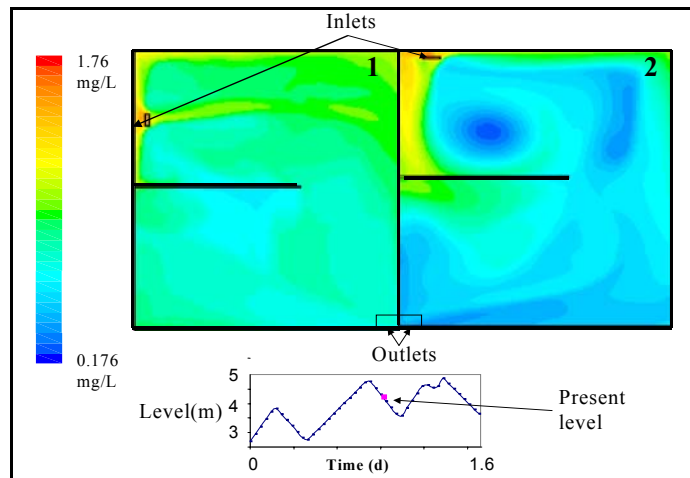 Inlets
1.76
mg/L
1
2
0.176
mg/L
Outlets
5
Level(m)
4
3
Present
level
0
Time (d)
1.6